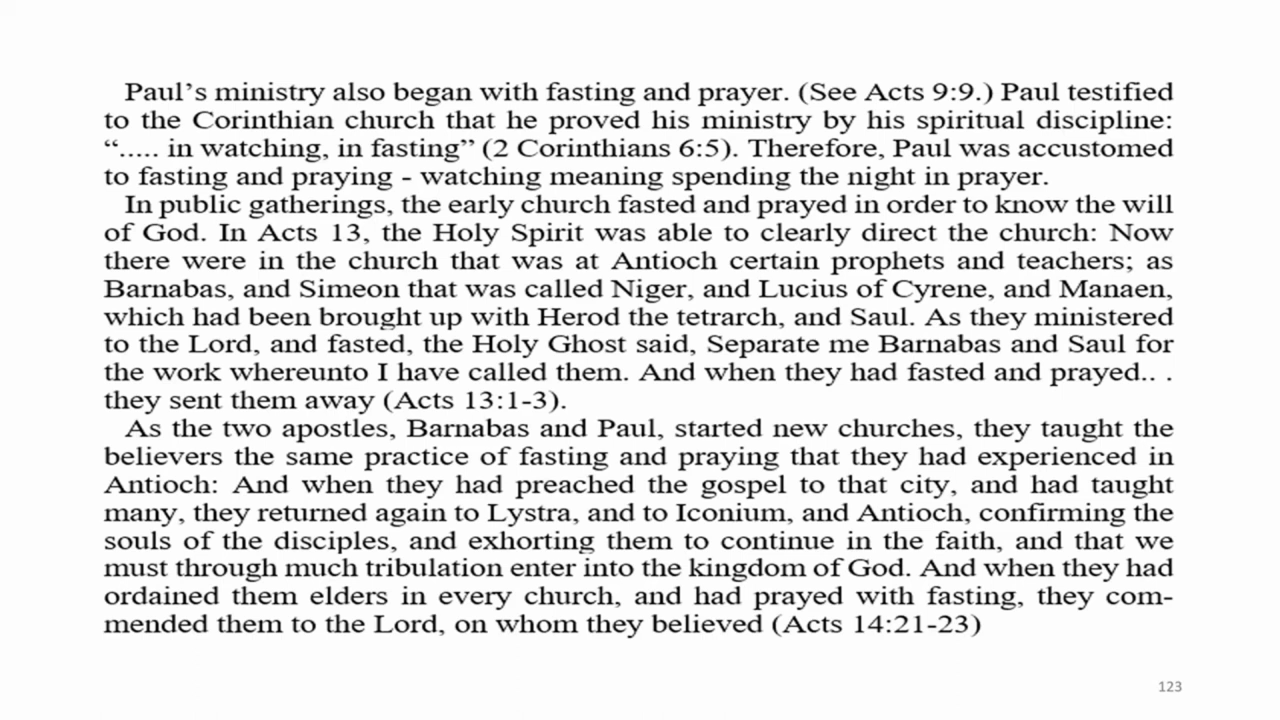 Paul’s ministry also began with fasting and prayer. (See Acts 9:9.) Paul testified
to the Corinthian church that he proved his ministry by his spiritual discipline:
“..... in watching, in fasting” (2 Corinthians 6:5). Therefore, Paul was accustomed
to fasting and praying - watching meaning spending the night in prayer.
In public gatherings, the early church fasted and prayed in order to know the will
of God. In Acts 13, the Holy Spirit was able to clearly direct the church: Now
there were in the church that was at Antioch certain prophets and teachers; as
Barnabas, and Simeon that was called Niger, and Lucius of Cyrene, and Manaen,
which had been brought up with Herod the tetrarch, and Saul. As they ministered
to the Lord, and fasted, the Holy Ghost said, Separate me Barnabas and Saul for
the work whereunto I have called them. And when they had fasted and prayed.. .
they sent them away (Acts 13:1-3).
As the two apostles, Barnabas and Paul, started new churches, they taught the
believers the same practice of fasting and praying that they had experienced in
Antioch: And when they had preached the gospel to that city, and had taught
many, they returned again to Lystra, and to Iconium, and Antioch, confirming the
souls of the disciples, and exhorting them to continue in the faith, and that we
must through much tribulation enter into the kingdom of God. And when they had
ordained them elders in every church, and had prayed with fasting, they com-
mended them to the Lord, on whom they believed (Acts 14:21-23)
123